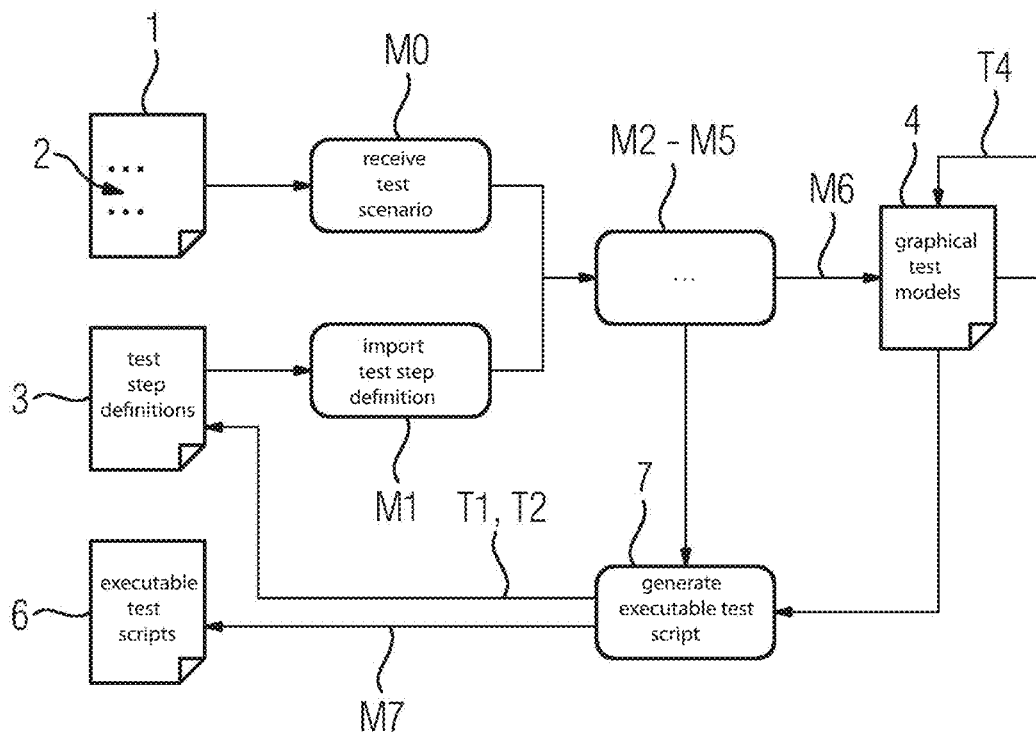 1
M0
T4
2
...
...
receive
test
scenario
M2 – M5
4
M6
...
graphical
test
models
3
test
step
definitions
import
test step
definition
M1
T1, T2
7
6
executable
test
scripts
generate
executable test
script
M7